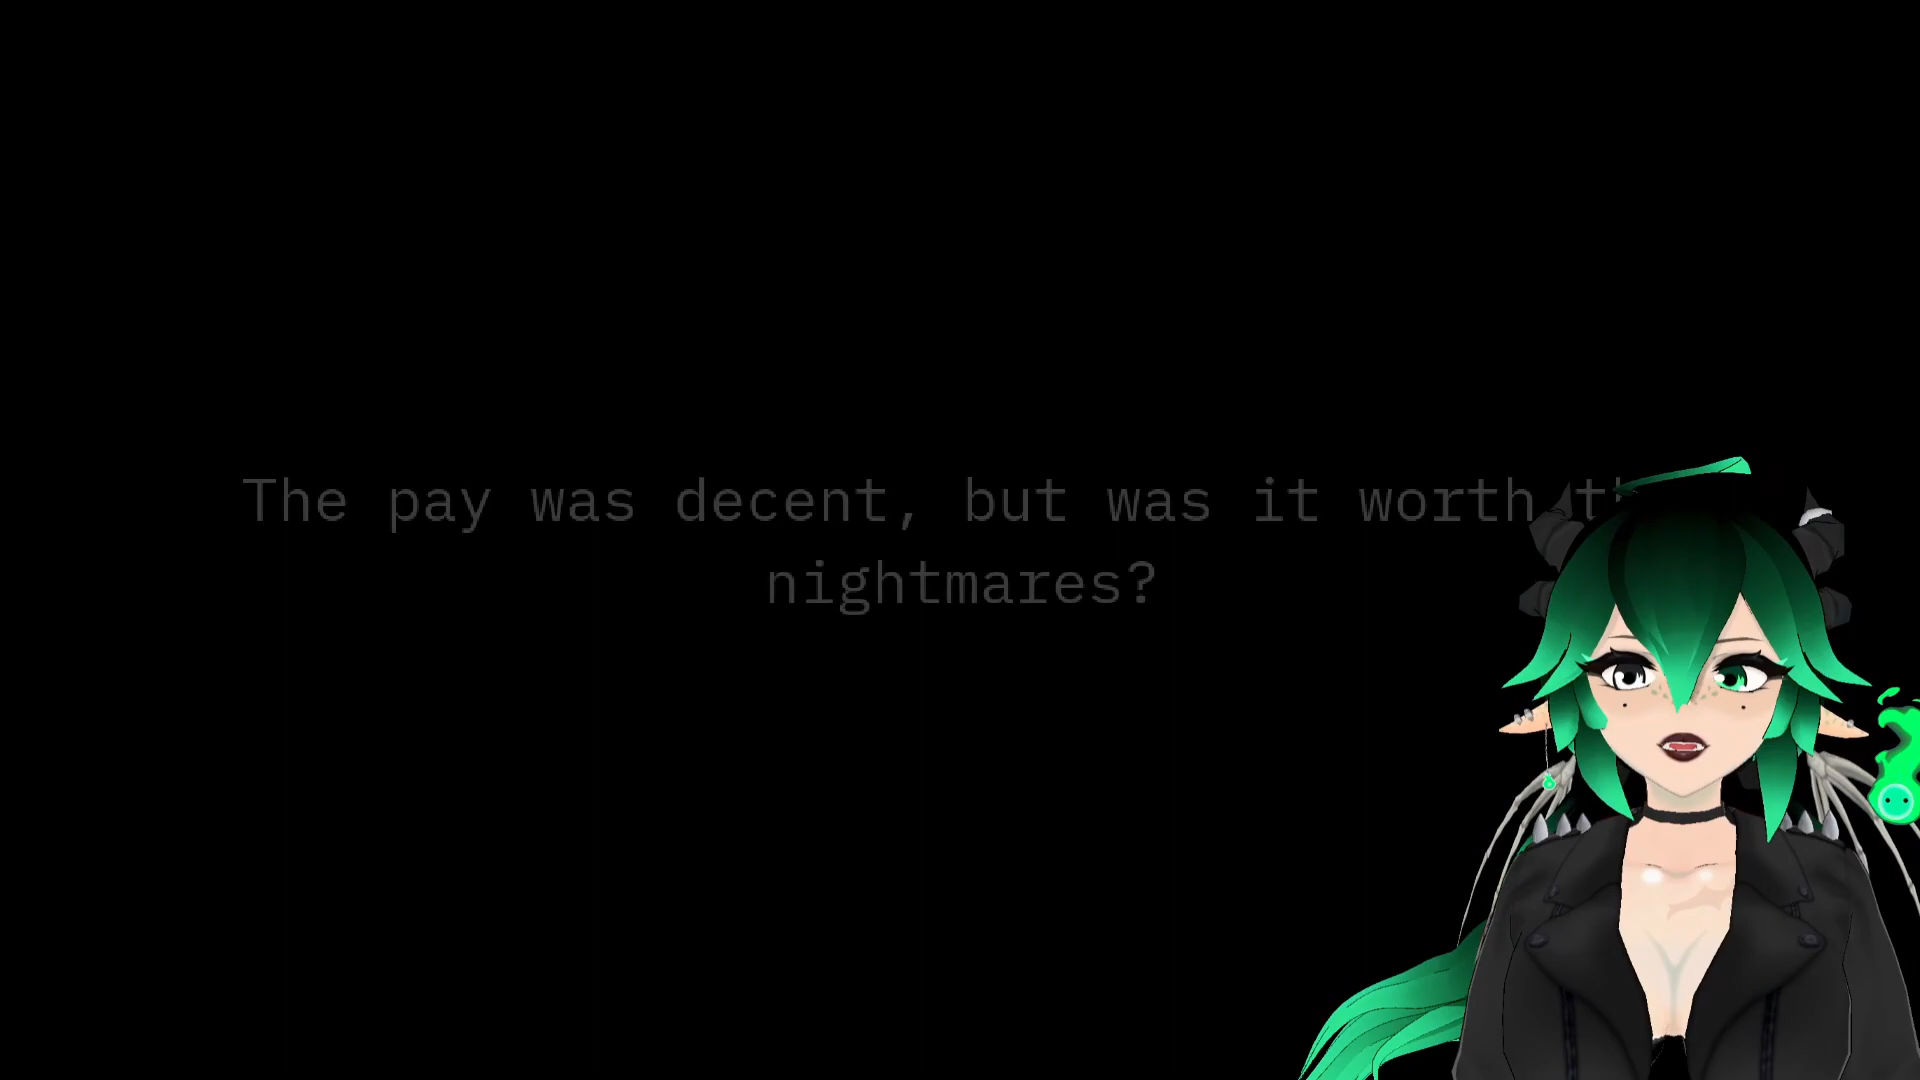 The pay was decent, but was it worth
nightmares?